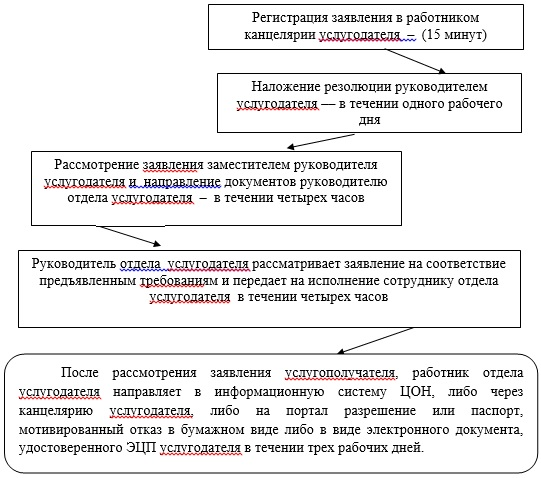 Регистрация заявления в работником
канцелярии услугодателя – (15 минут)
Наложение резолюции руководителем
услугодателя — в течении одного рабочего
дня
Рассмотрение заявления заместителем руководителя
услугодателя и направление документов руководителю
отдела услугодателя – в течении четырех часов
Руководитель отдела услугодателя рассматривает заявление на соответствие
предъявленным требованиям и передает на исполнение сотруднику отдела
услугодателя в течении четырех часов
После рассмотрения заявления услугополучателя, работник отдела
услугодателя направляет в информационную систему ЦОН, либо через
канцелярию услугодателя, либо на портал разрешение или паспорт,
мотивированный отказ в бумажном виде либо в виде электронного документа,
удостоверенного ЭЦП услугодателя в течении трех рабочих дней.